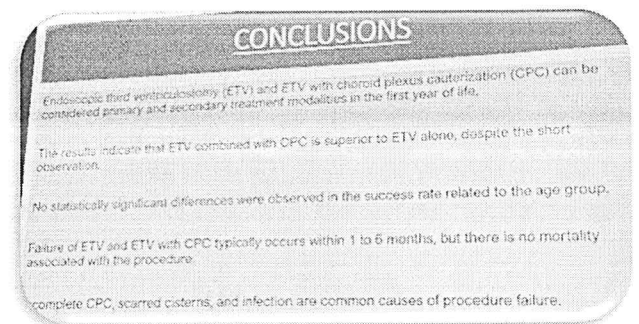 CONCLUSIONS
Endoscopic third ventriculostomy (ETV) and ETV with choroid plexus cauterization (CPC) can be
considered primary and secondary treatment modalities in the first year of life.
The results indicate that ETV combined with CPC is superior to ETV alone, despite the short
observation.
No statistically significant differences were observed in the success rate related to the age group.
Failure of ETV and ETV with CPC typically occurs within 1 to 6 months, but there is no mortality
associated with the procedure.
complete CPC, scarred cisterns, and infection are common causes of procedure failure.